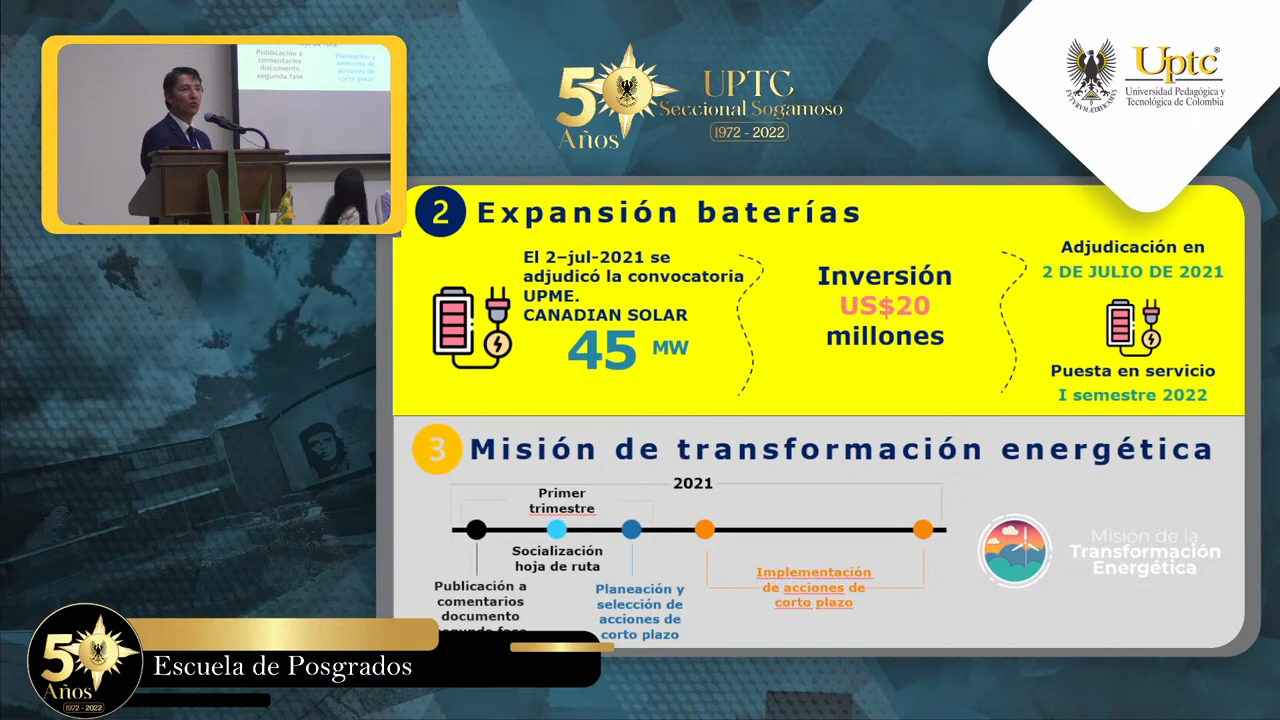 hoja de ruta
Publicación a
comentarios
documento
segunda fase
Planeación y
selección de
acciones de
corto plazo
50
Años
UPTC
Seccional Sogamoso
1972 - 2022
Uptc®
Universidad Pedagógica y
Tecnológica de Colombia
2 Expansión baterías
El 2–jul-2021 se
adjudicó la convocatoria
UPME.
CANADIAN SOLAR
45 MW
Inversión
US$20
millones
Adjudicación en
2 DE JULIO DE 2021
Puesta en servicio
I semestre 2022
3 Misión de transformación energética
2021
Primer
trimestre
Socialización
hoja de ruta
Publicación a
comentarios
documento
segunda fase
Planeación y
selección de
acciones de
corto plazo
Implementación
de acciones de
corto plazo
Misión de la
Transformación
Energética
50
Años
1972 - 2022
Escuela de Posgrados